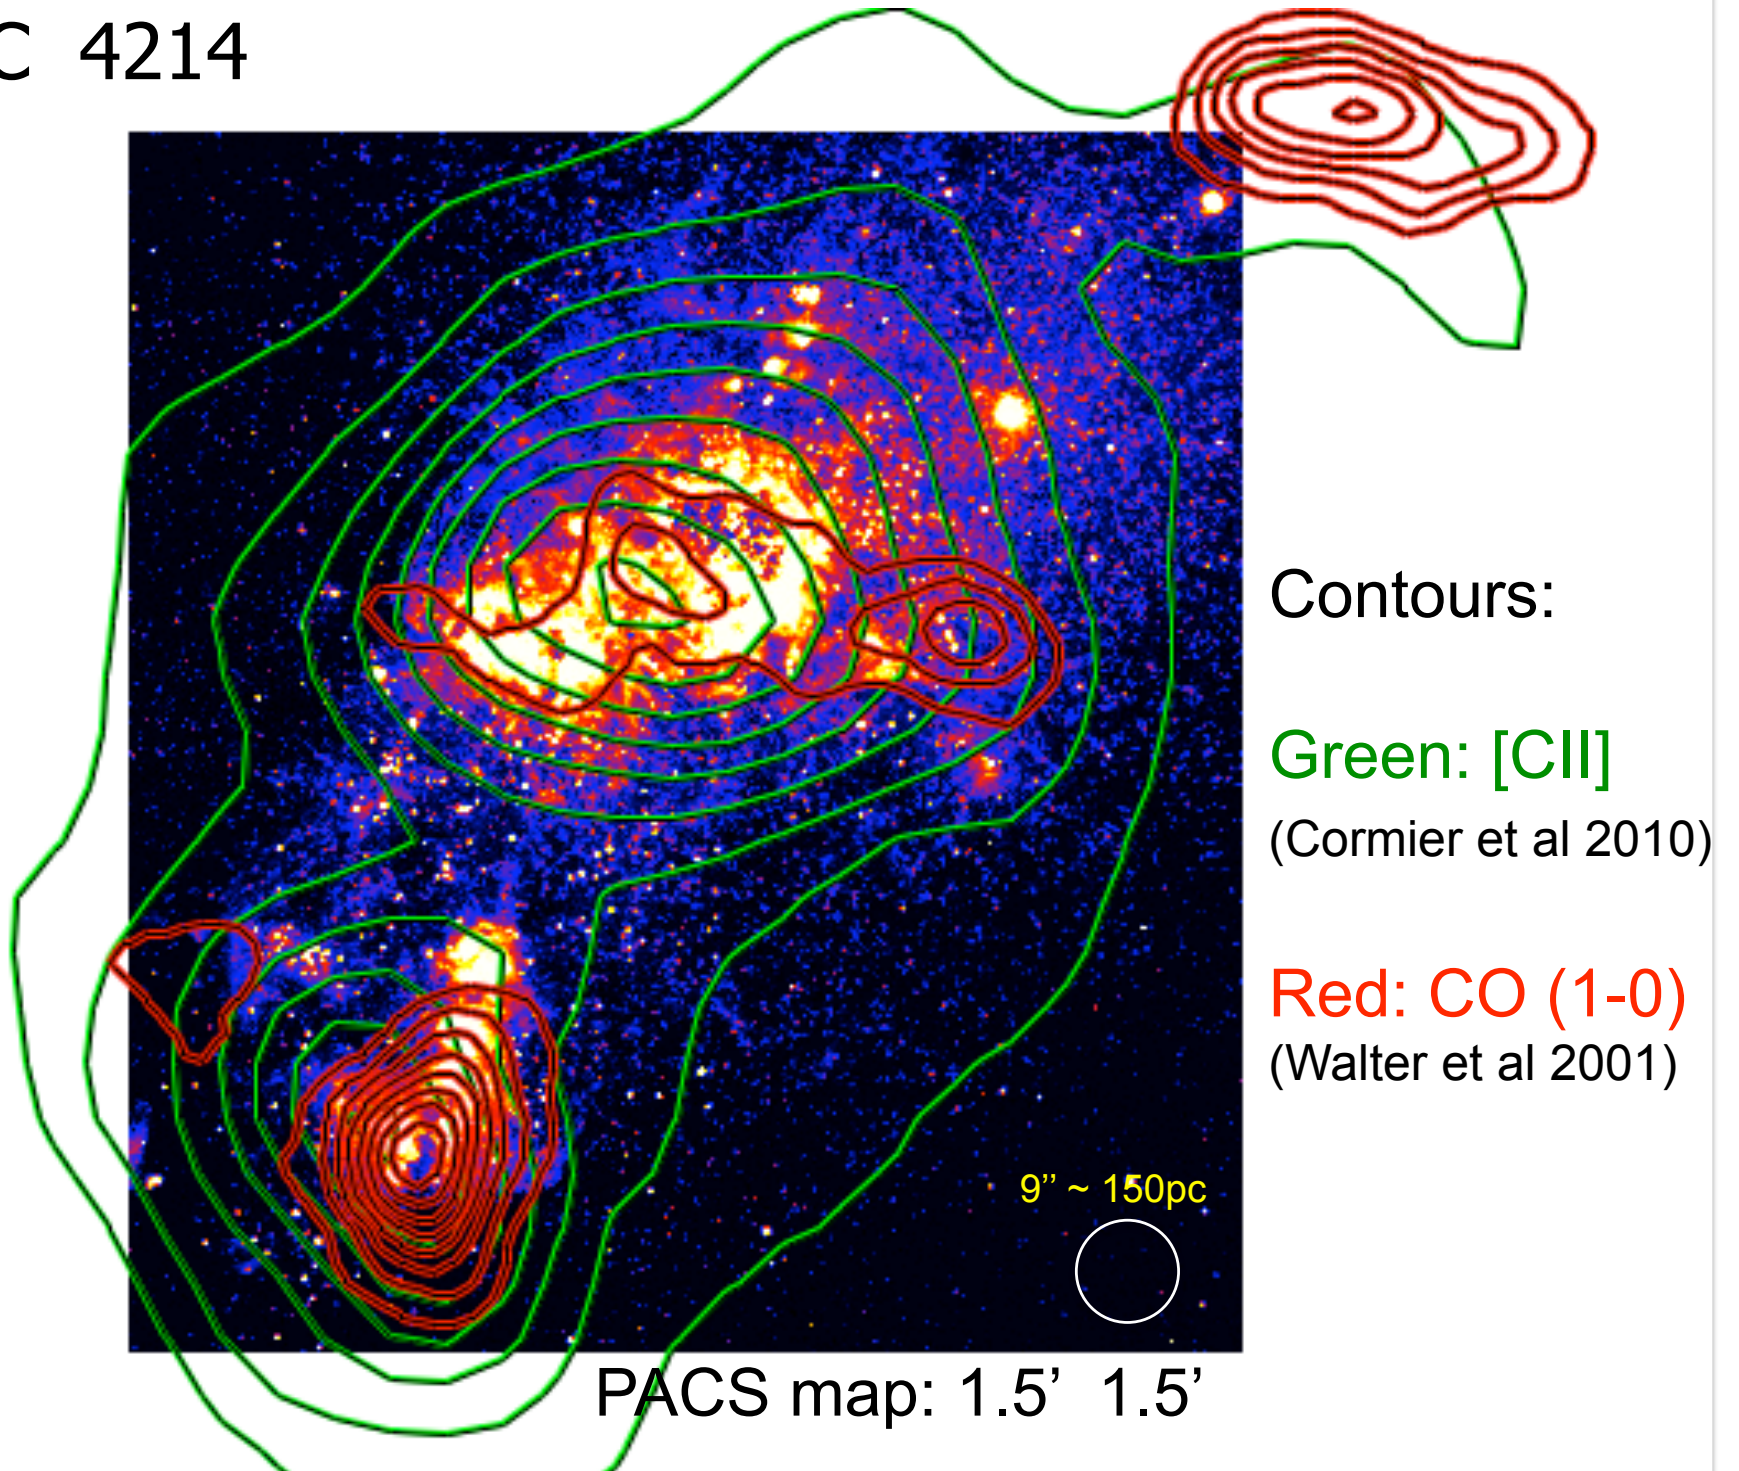 C 4214
Contours:
Green: [CII]
(Cormier et al 2010)
Red: CO (1-0)
(Walter et al 2001)
9’’ ~ 150pc
PACS map: 1.5’ 1.5’